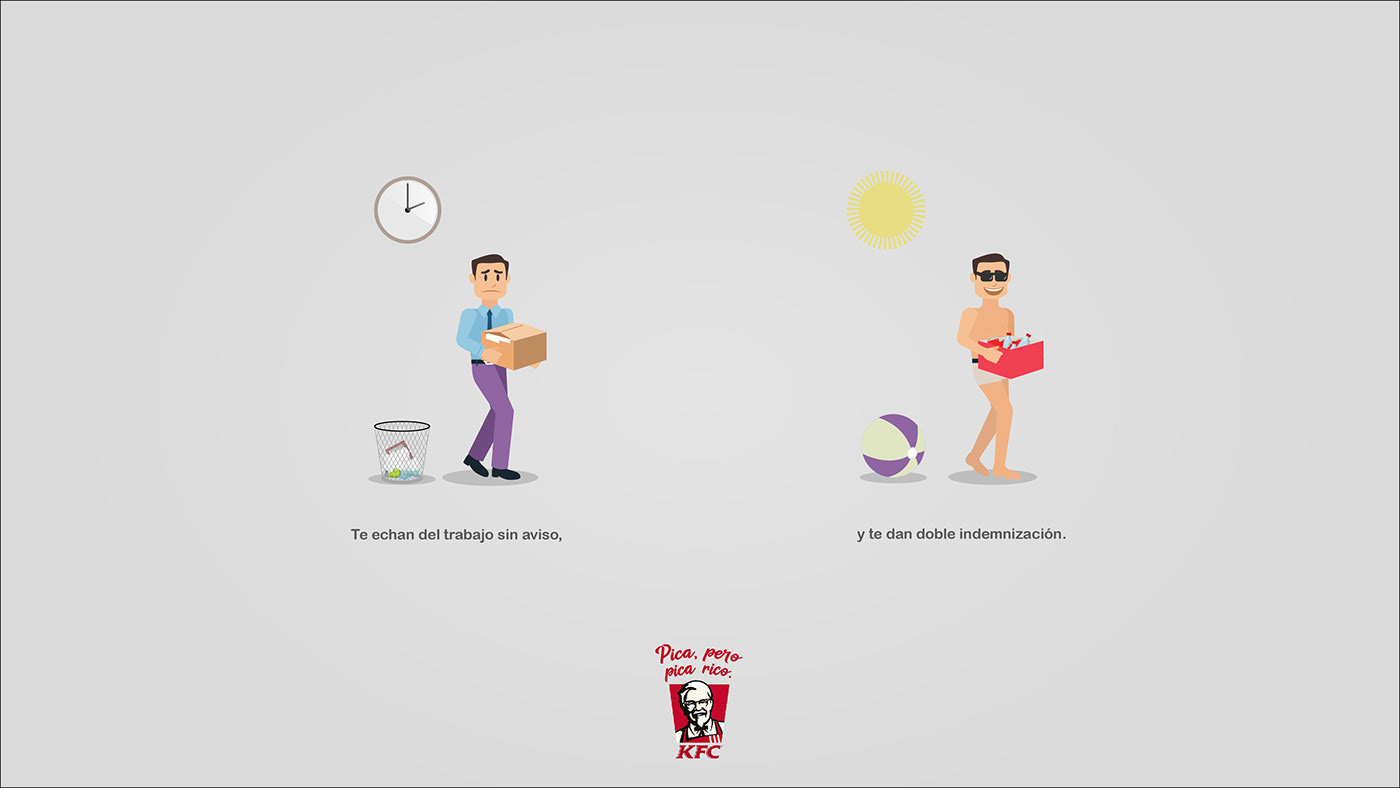 Te echan del trabajo sin aviso,
y te dan doble indemnización.
Pica, pero
pica rico.
KFC